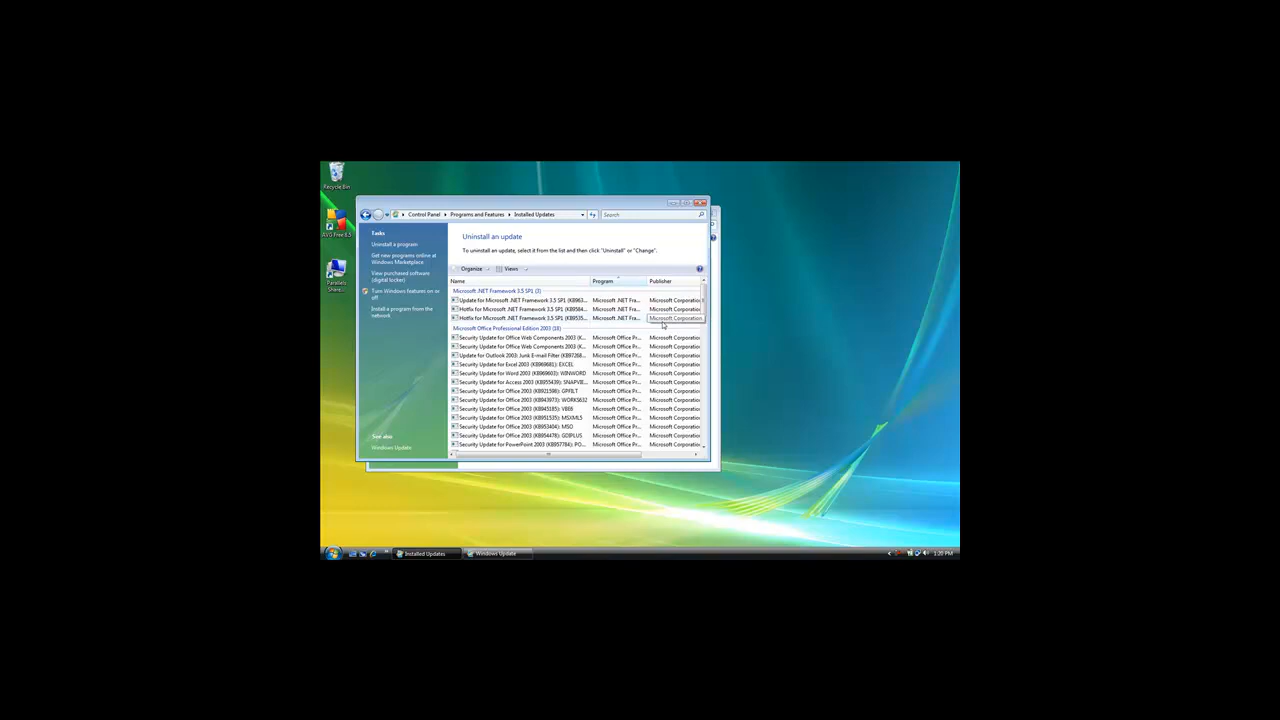 Recycle Bin
AVG Free 8.5
Parallels
Share...
Control Panel
Programs and Features
Installed Updates
Search
Tasks
Uninstall a program
Get new programs online at
Windows Marketplace
View purchased software
(digital locker)
Turn Windows features on or
off
Install a program from the
network
See also
Windows Update
Uninstall an update
To uninstall an update, select it from the list and then click "Uninstall" or "Change".
Organize
Views
Name Program Publisher
Microsoft .NET Framework 3.5 SP1 (3)
Update for Microsoft .NET Framework 3.5 SP1 (KB963... Microsoft .NET Fra... Microsoft Corporation
Hotfix for Microsoft .NET Framework 3.5 SP1 (KB9584... Microsoft .NET Fra... Microsoft Corporation
Hotfix for Microsoft .NET Framework 3.5 SP1 (KB9535... Microsoft .NET Fra... Microsoft Corporation
Microsoft Office Professional Edition 2003 (18)
Security Update for Office Web Components 2003 (K... Microsoft Office Pr... Microsoft Corporation
Security Update for Office Web Components 2003 (K... Microsoft Office Pr... Microsoft Corporation
Update for Outlook 2003: Junk E-mail Filter (KB97268... Microsoft Office Pr... Microsoft Corporation
Security Update for Excel 2003 (KB969681): EXCEL Microsoft Office Pr... Microsoft Corporation
Security Update for Word 2003 (KB969603): WINWORD Microsoft Office Pr... Microsoft Corporation
Security Update for Access 2003 (KB955439): SNAPVIE... Microsoft Office Pr... Microsoft Corporation
Security Update for Office 2003 (KB921598): GPFILT Microsoft Office Pr... Microsoft Corporation
Security Update for Office 2003 (KB943973): WORKS632 Microsoft Office Pr... Microsoft Corporation
Security Update for Office 2003 (KB945185): VBE6 Microsoft Office Pr... Microsoft Corporation
Security Update for Office 2003 (KB951535): MSXML5 Microsoft Office Pr... Microsoft Corporation
Security Update for Office 2003 (KB953404): MSO Microsoft Office Pr... Microsoft Corporation
Security Update for Office 2003 (KB954478): GDIPLUS Microsoft Office Pr... Microsoft Corporation
Security Update for PowerPoint 2003 (KB957784): PO... Microsoft Office Pr... Microsoft Corporation
Installed Updates
Windows Update
1:20 PM